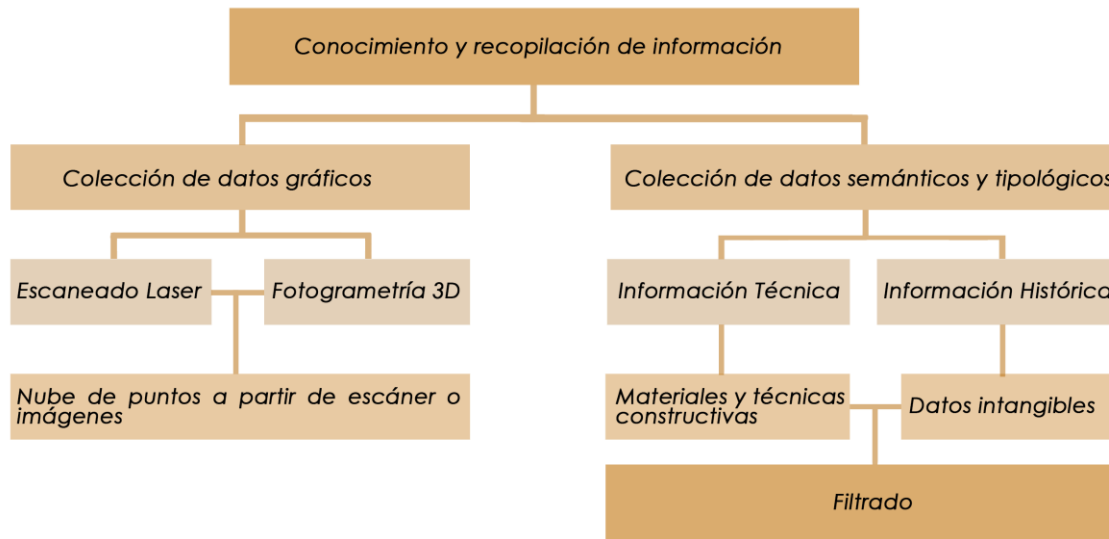 Conocimiento y recopilación de información
Colección de datos gráficos
Colección de datos semánticos y tipológicos
Escaneado Laser
Fotogrametría 3D
Información Técnica
Información Histórica
Nube de puntos a partir de escáner o
imágenes
Materiales y técnicas
constructivas
Datos intangibles
Filtrado